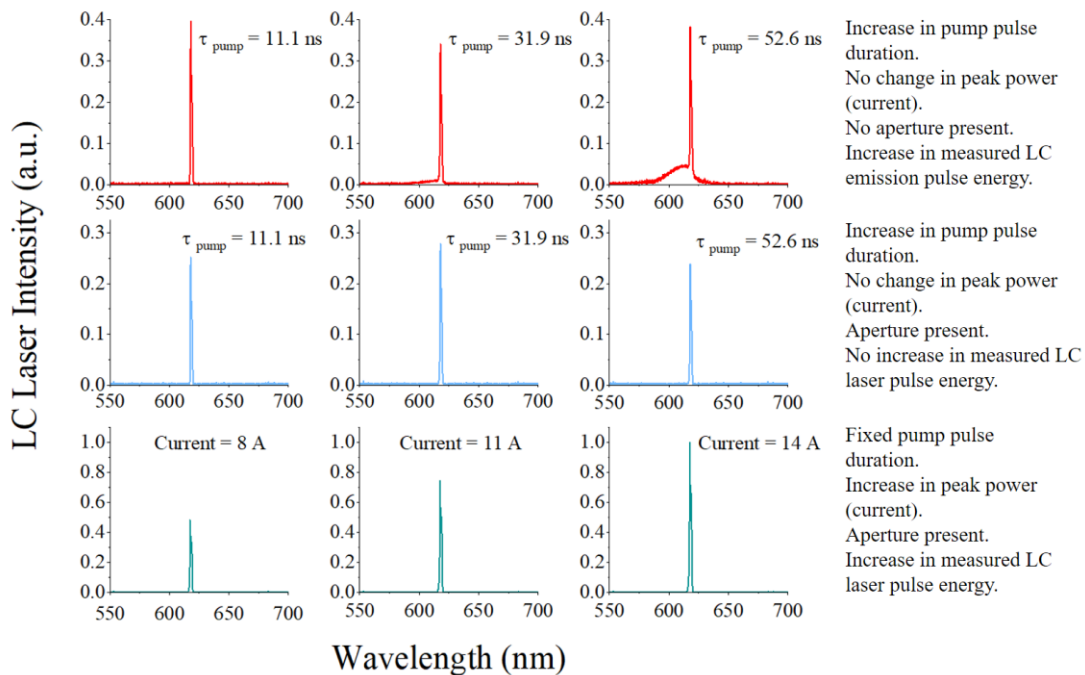 LC Laser Intensity (a.u.)
0.4
0.3
0.2
0.1
0.0
τ pump = 11.1 ns
550 600 650 700
0.4
0.3
0.2
0.1
0.0
τ pump = 31.9 ns
550 600 650 700
0.4
0.3
0.2
0.1
0.0
τ pump = 52.6 ns
550 600 650 700
Increase in pump pulse
duration.
No change in peak power
(current).
No aperture present.
Increase in measured LC
emission pulse energy.
0.3
0.2
0.1
0.0
τ pump = 11.1 ns
550 600 650 700
0.3
0.2
0.1
0.0
τ pump = 31.9 ns
550 600 650 700
0.3
0.2
0.1
0.0
τ pump = 52.6 ns
550 600 650 700
Increase in pump pulse
duration.
No change in peak power
(current).
Aperture present.
No increase in measured LC
laser pulse energy.
1.0
0.8
0.6
0.4
0.2
0.0
Current = 8 A
550 600 650 700
1.0
0.8
0.6
0.4
0.2
0.0
Current = 11 A
550 600 650 700
1.0
0.8
0.6
0.4
0.2
0.0
Current = 14 A
550 600 650 700
Fixed pump pulse
duration.
Increase in peak power
(current).
Aperture present.
Increase in measured LC
laser pulse energy.
Wavelength (nm)